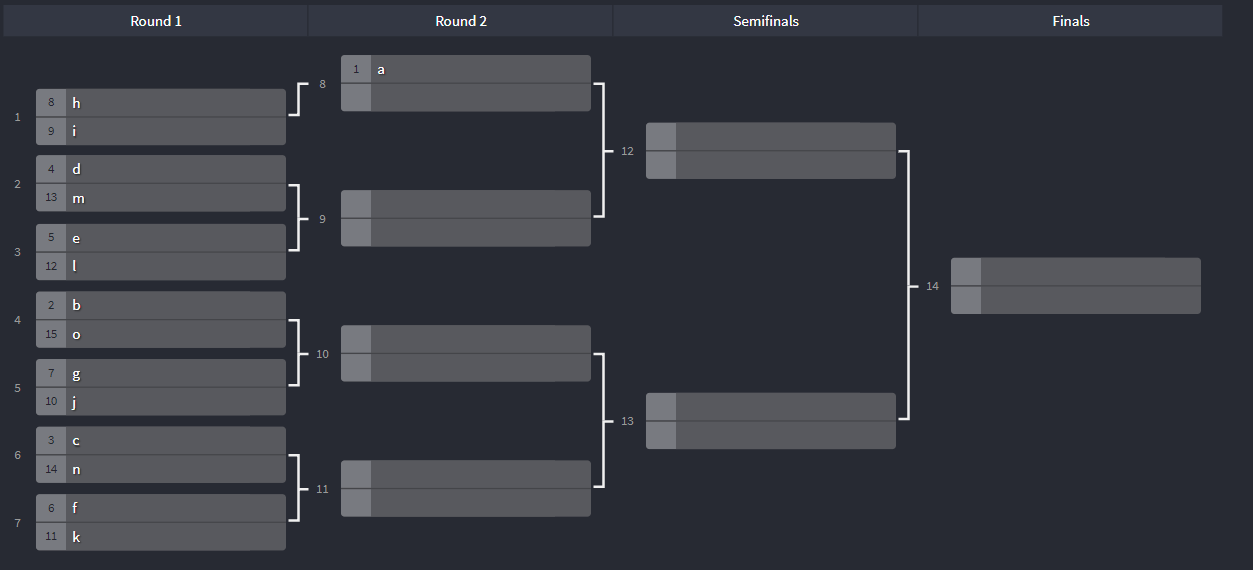 Round 1
Round 2
Semifinals
Finals
1
8 h
9 i
2
4 d
13 m
3
5 e
12 l
4
2 b
15 o
5
7 g
10 j
6
3 c
14 n
7
6 f
11 k
8
1 a
9
10
11
12
13
14